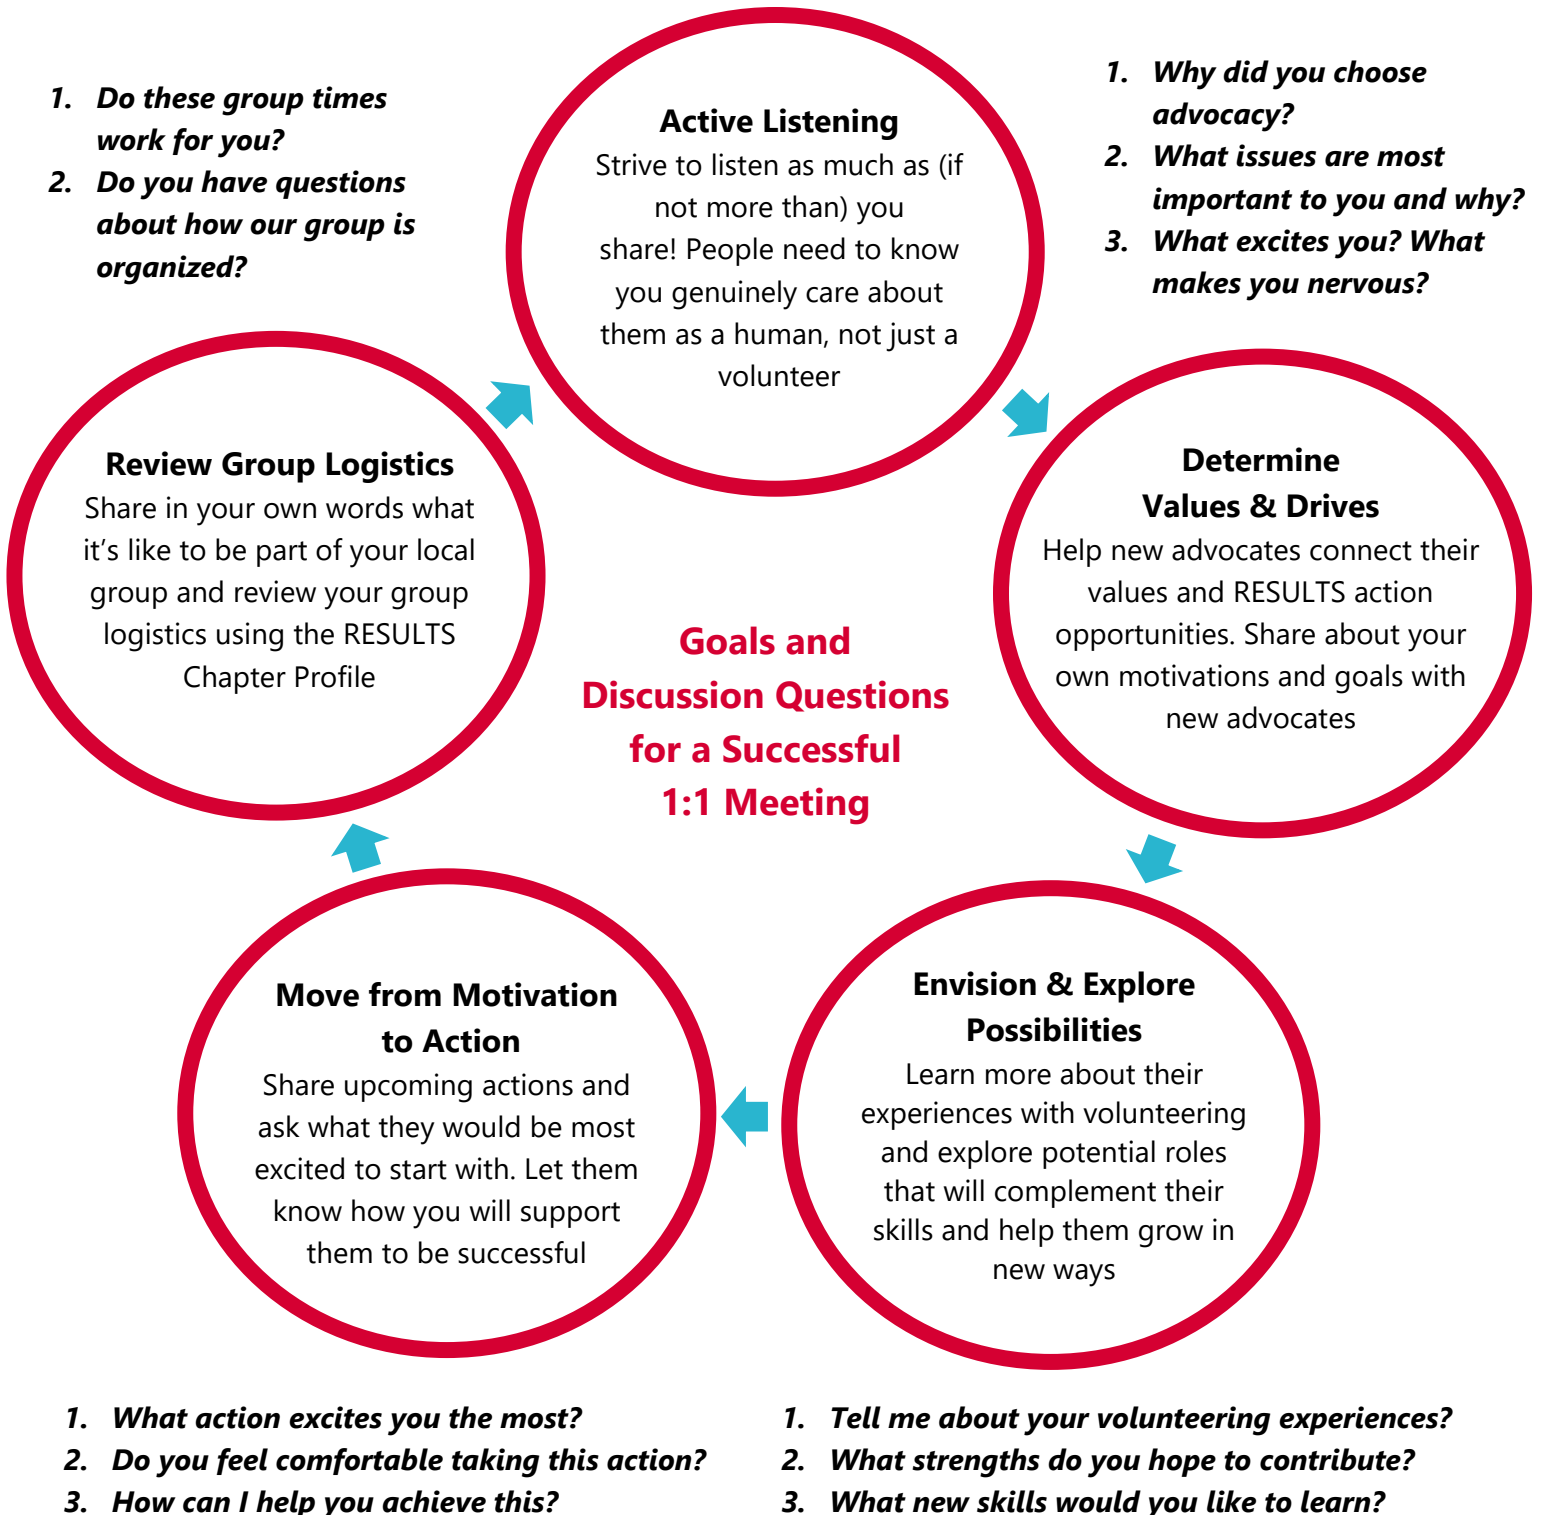 1. Do these group times
work for you?
2. Do you have questions
about how our group is
organized?
Active Listening
Strive to listen as much as (if
not more than) you
share! People need to know
you genuinely care about
them as a human, not just a
volunteer
1. Why did you choose
advocacy?
2. What issues are most
important to you and why?
3. What excites you? What
makes you nervous?
Review Group Logistics
Share in your own words what
it’s like to be part of your local
group and review your group
logistics using the RESULTS
Chapter Profile
Goals and
Discussion Questions
for a Successful
1:1 Meeting
Determine
Values & Drives
Help new advocates connect their
values and RESULTS action
opportunities. Share about your
own motivations and goals with
new advocates
Move from Motivation
to Action
Share upcoming actions and
ask what they would be most
excited to start with. Let them
know how you will support
them to be successful
Envision & Explore
Possibilities
Learn more about their
experiences with volunteering
and explore potential roles
that will complement their
skills and help them grow in
new ways
1. What action excites you the most?
2. Do you feel comfortable taking this action?
3. How can I help you achieve this?
1. Tell me about your volunteering experiences?
2. What strengths do you hope to contribute?
3. What new skills would you like to learn?